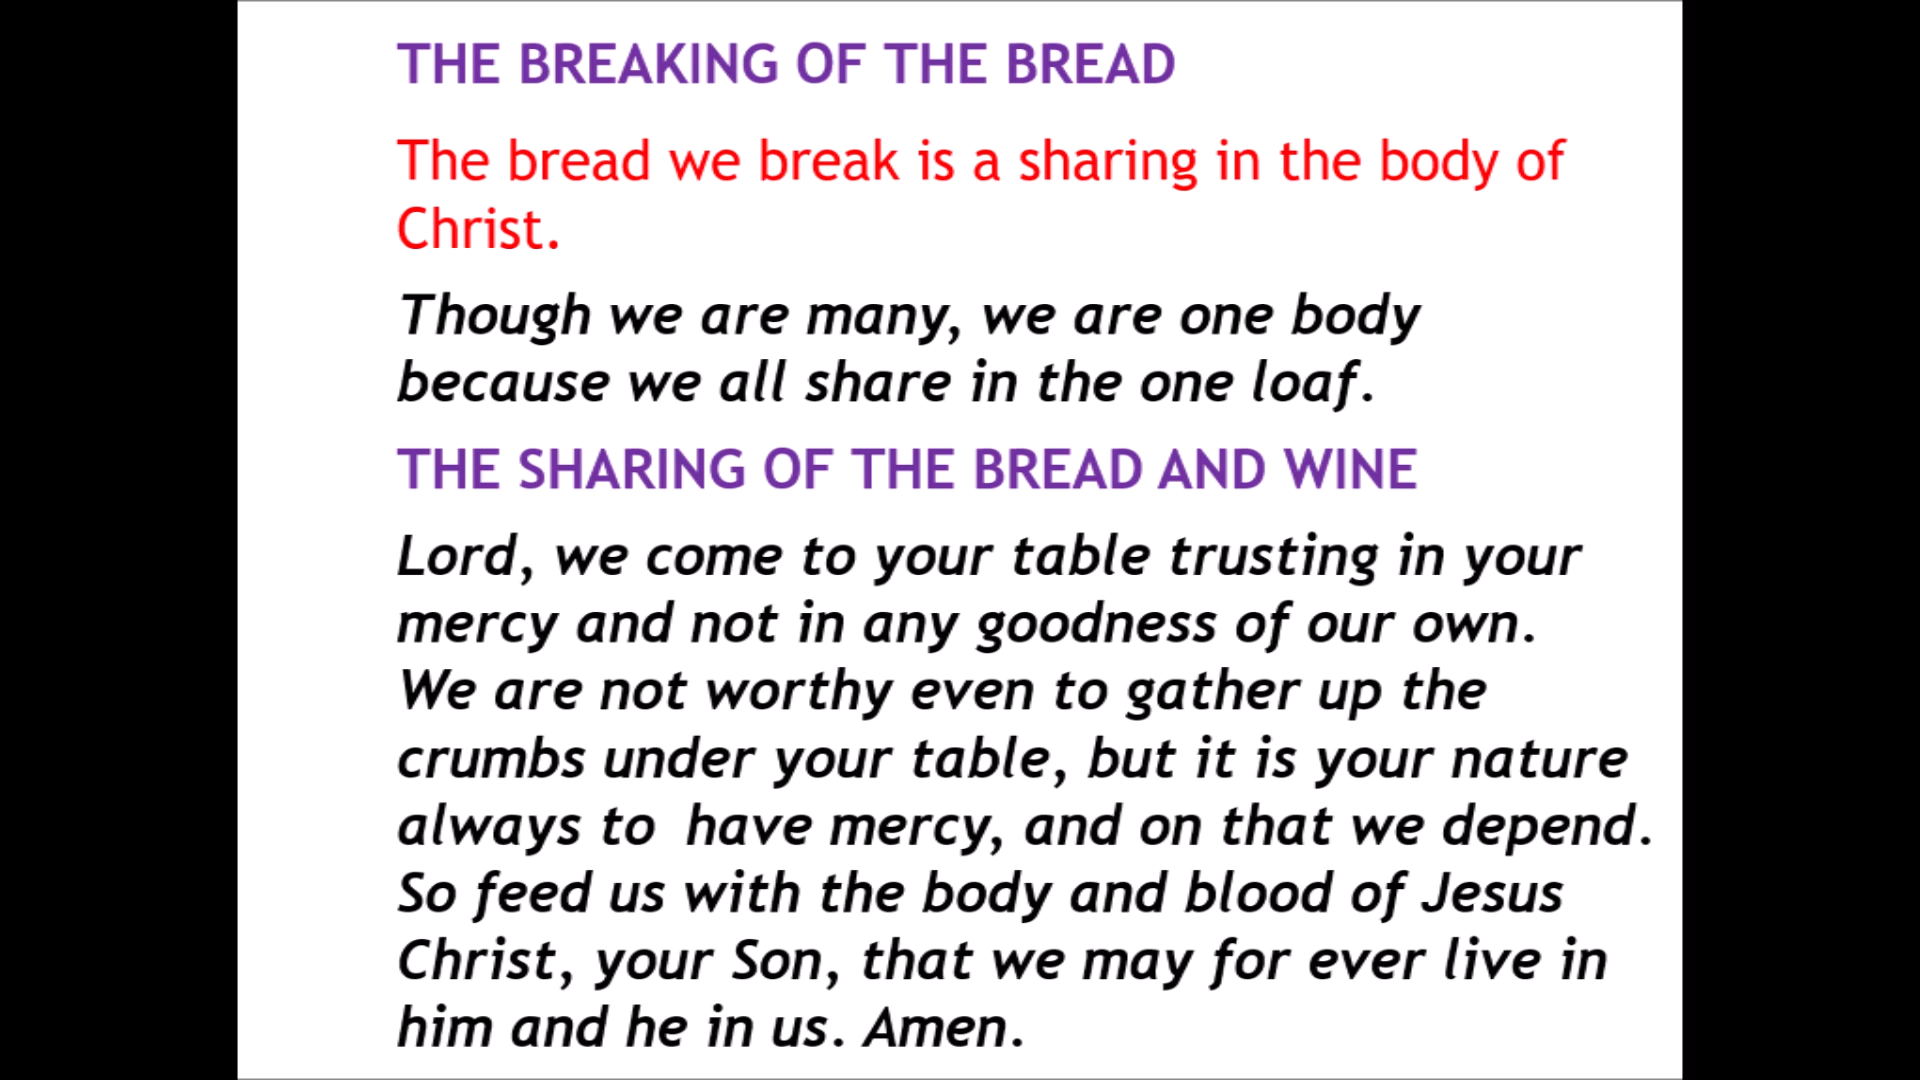 THE BREAKING OF THE BREAD
The bread we break is a sharing in the body of
Christ.
Though we are many, we are one body
because we all share in the one loaf.
THE SHARING OF THE BREAD AND WINE
Lord, we come to your table trusting in your
mercy and not in any goodness of our own.
We are not worthy even to gather up the
crumbs under your table, but it is your nature
always to have mercy, and on that we depend.
So feed us with the body and blood of Jesus
Christ, your Son, that we may for ever live in
him and he in us. Amen.